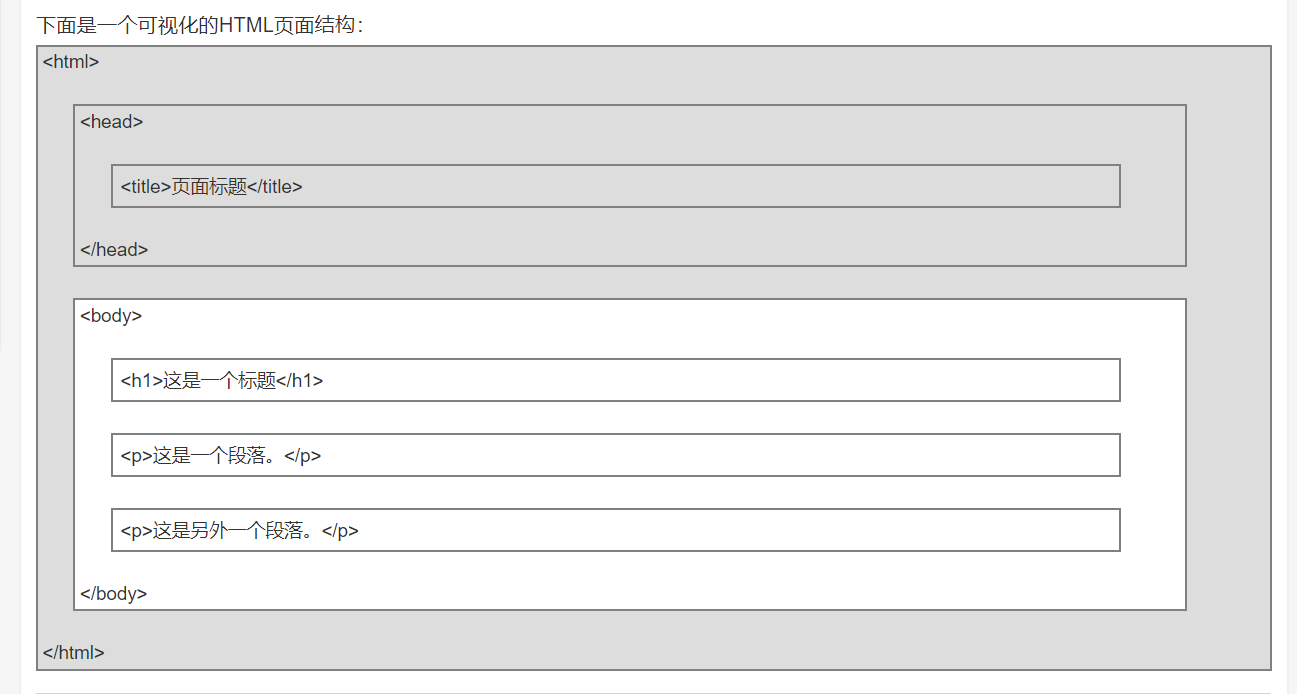 下面是一个可视化的HTML页面结构：
<html>
<head>
<title>页面标题</title>
</head>
<body>
<h1>这是一个标题</h1>
<p>这是一个段落。</p>
<p>这是另外一个段落。</p>
</body>
</html>